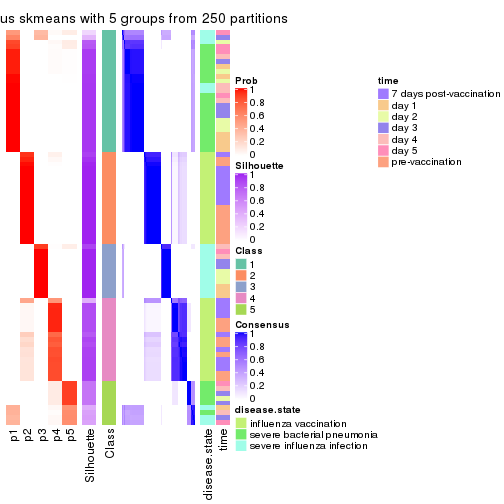 us skmeans with 5 groups from 250 partitions
Prob
1
0.8
0.6
0.4
0.2
0
Silhouette
1
0.8
0.6
0.4
0.2
0
Class
1
2
3
4
5
Consensus
1
0.8
0.6
0.4
0.2
0
disease.state
influenza vaccination
severe bacterial pneumonia
severe influenza infection
time
7 days post-vaccination
day 1
day 2
day 3
day 4
day 5
pre-vaccination
p1
p2
p3
p4
p5
Silhouette
Class
disease.state
time